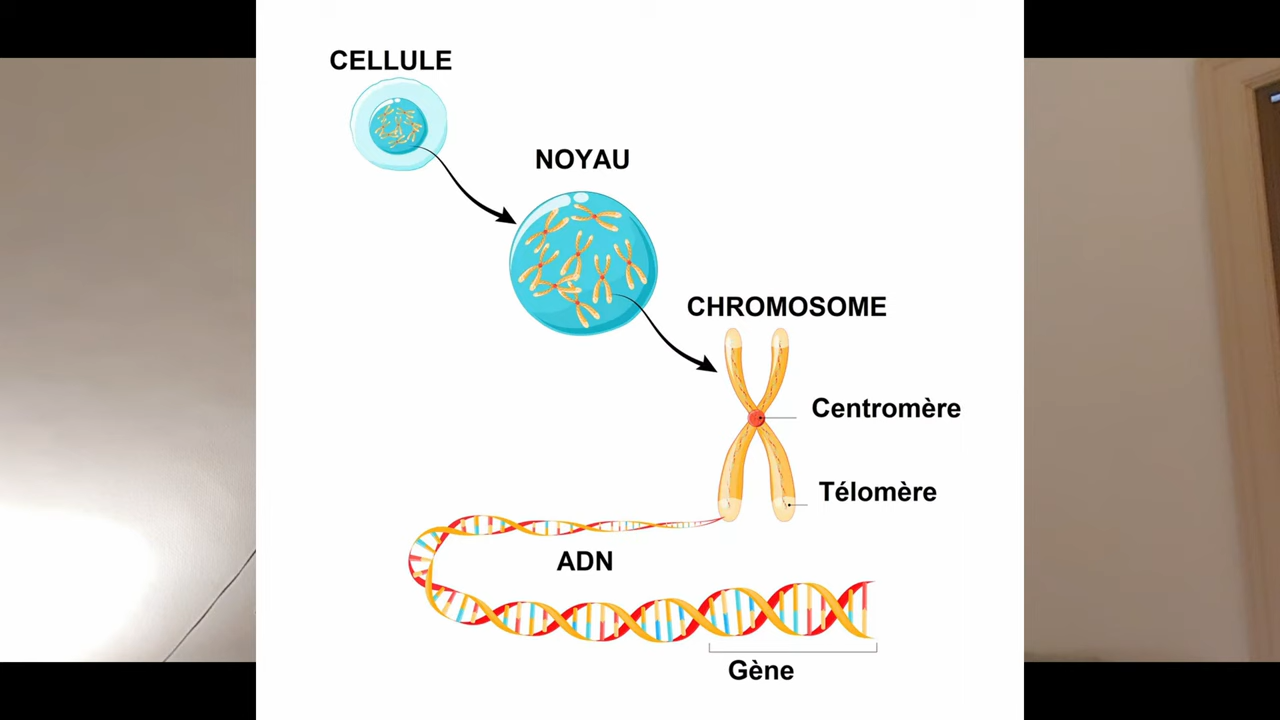 CELLULE
NOYAU
CHROMOSOME
Centromère
Télomère
ADN
Gène